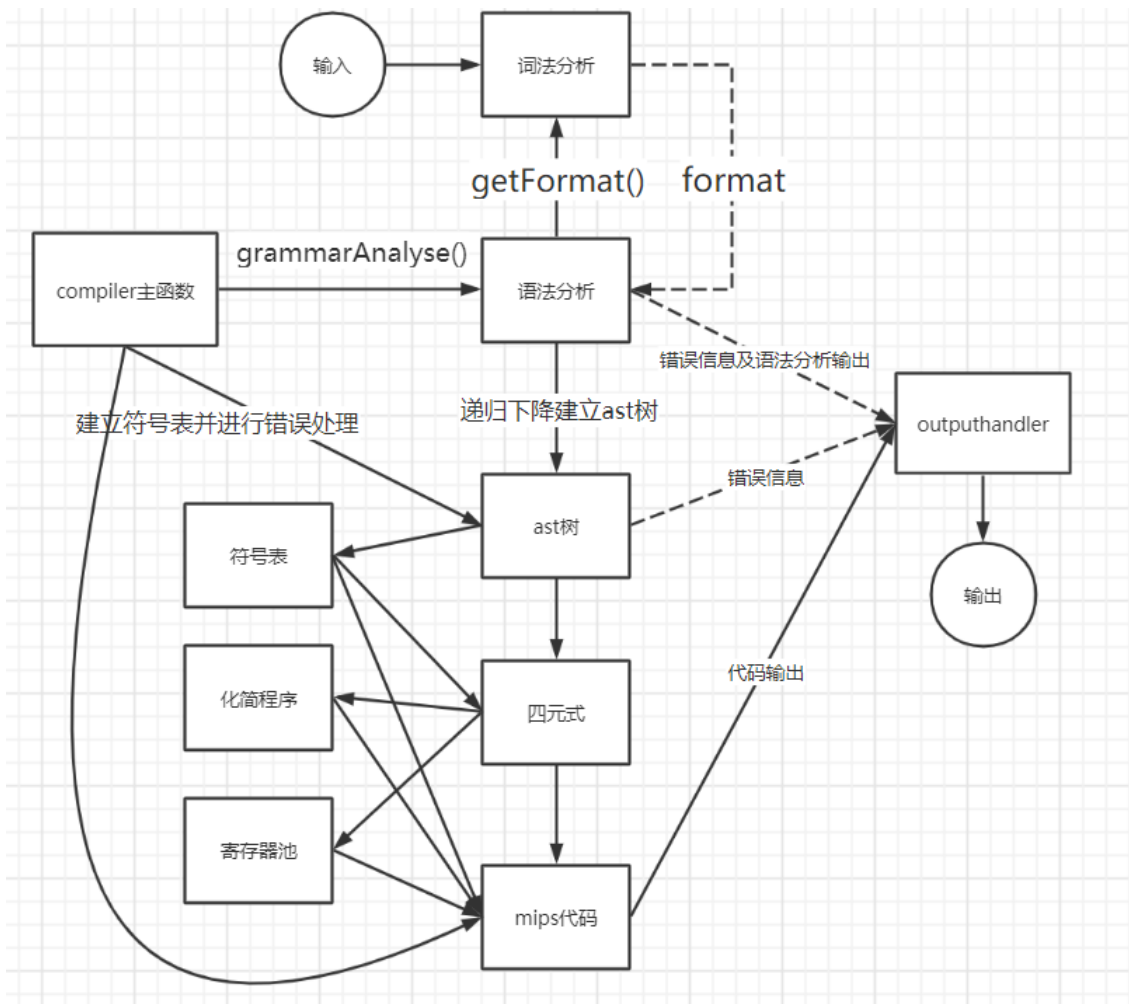 输入
词法分析
getFormat()
format
grammarAnalyse()
compiler主函数
语法分析
错误信息及语法分析输出
建立符号表并进行错误处理
递归下降建立ast树
outputhandler
错误信息
ast树
符号表
输出
代码输出
化简程序
四元式
寄存器池
mips代码